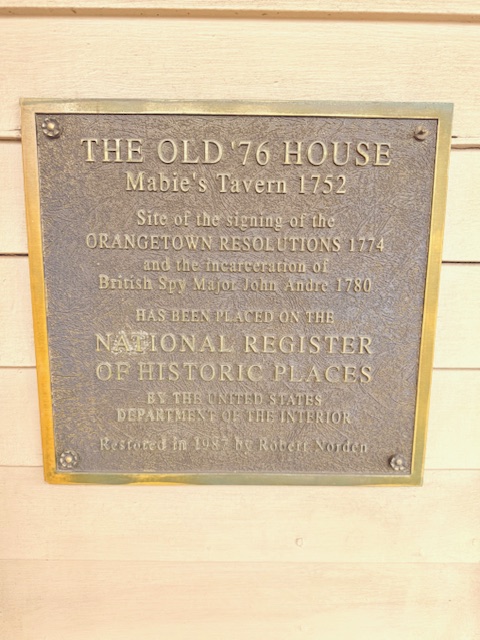 THE OLD '76 HOUSE
Mabie's Tavern 1752
Site of the signing of the
ORANGETOWN RESOLUTIONS 1774
and the incarceration of
British Spy Major John Andre 1780
HAS BEEN PLACED ON THE
NATIONAL REGISTER
OF HISTORIC PLACES
BY THE UNITED STATES
DEPARTMENT OF THE INTERIOR
Restored in 1987 by Robert Norden